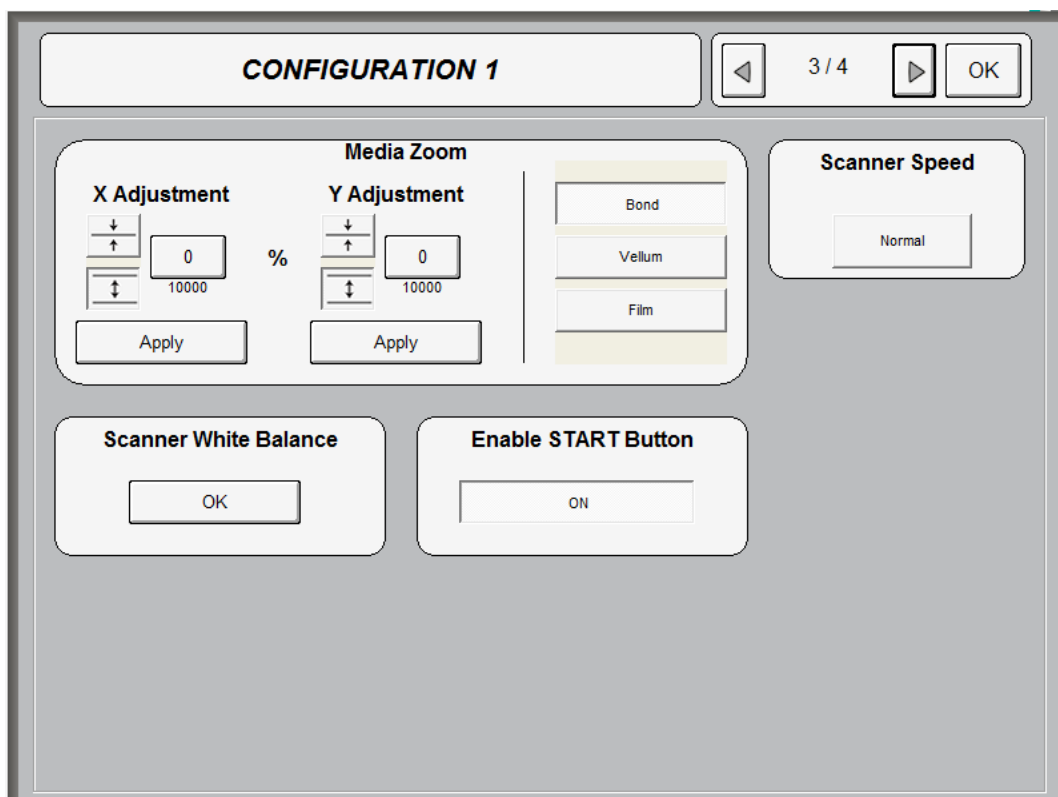 CONFIGURATION 1
3 / 4
OK
Media Zoom
X Adjustment
Y Adjustment
0
%
0
10000
10000
Apply
Apply
Bond
Vellum
Film
Scanner Speed
Normal
Scanner White Balance
OK
Enable START Button
ON